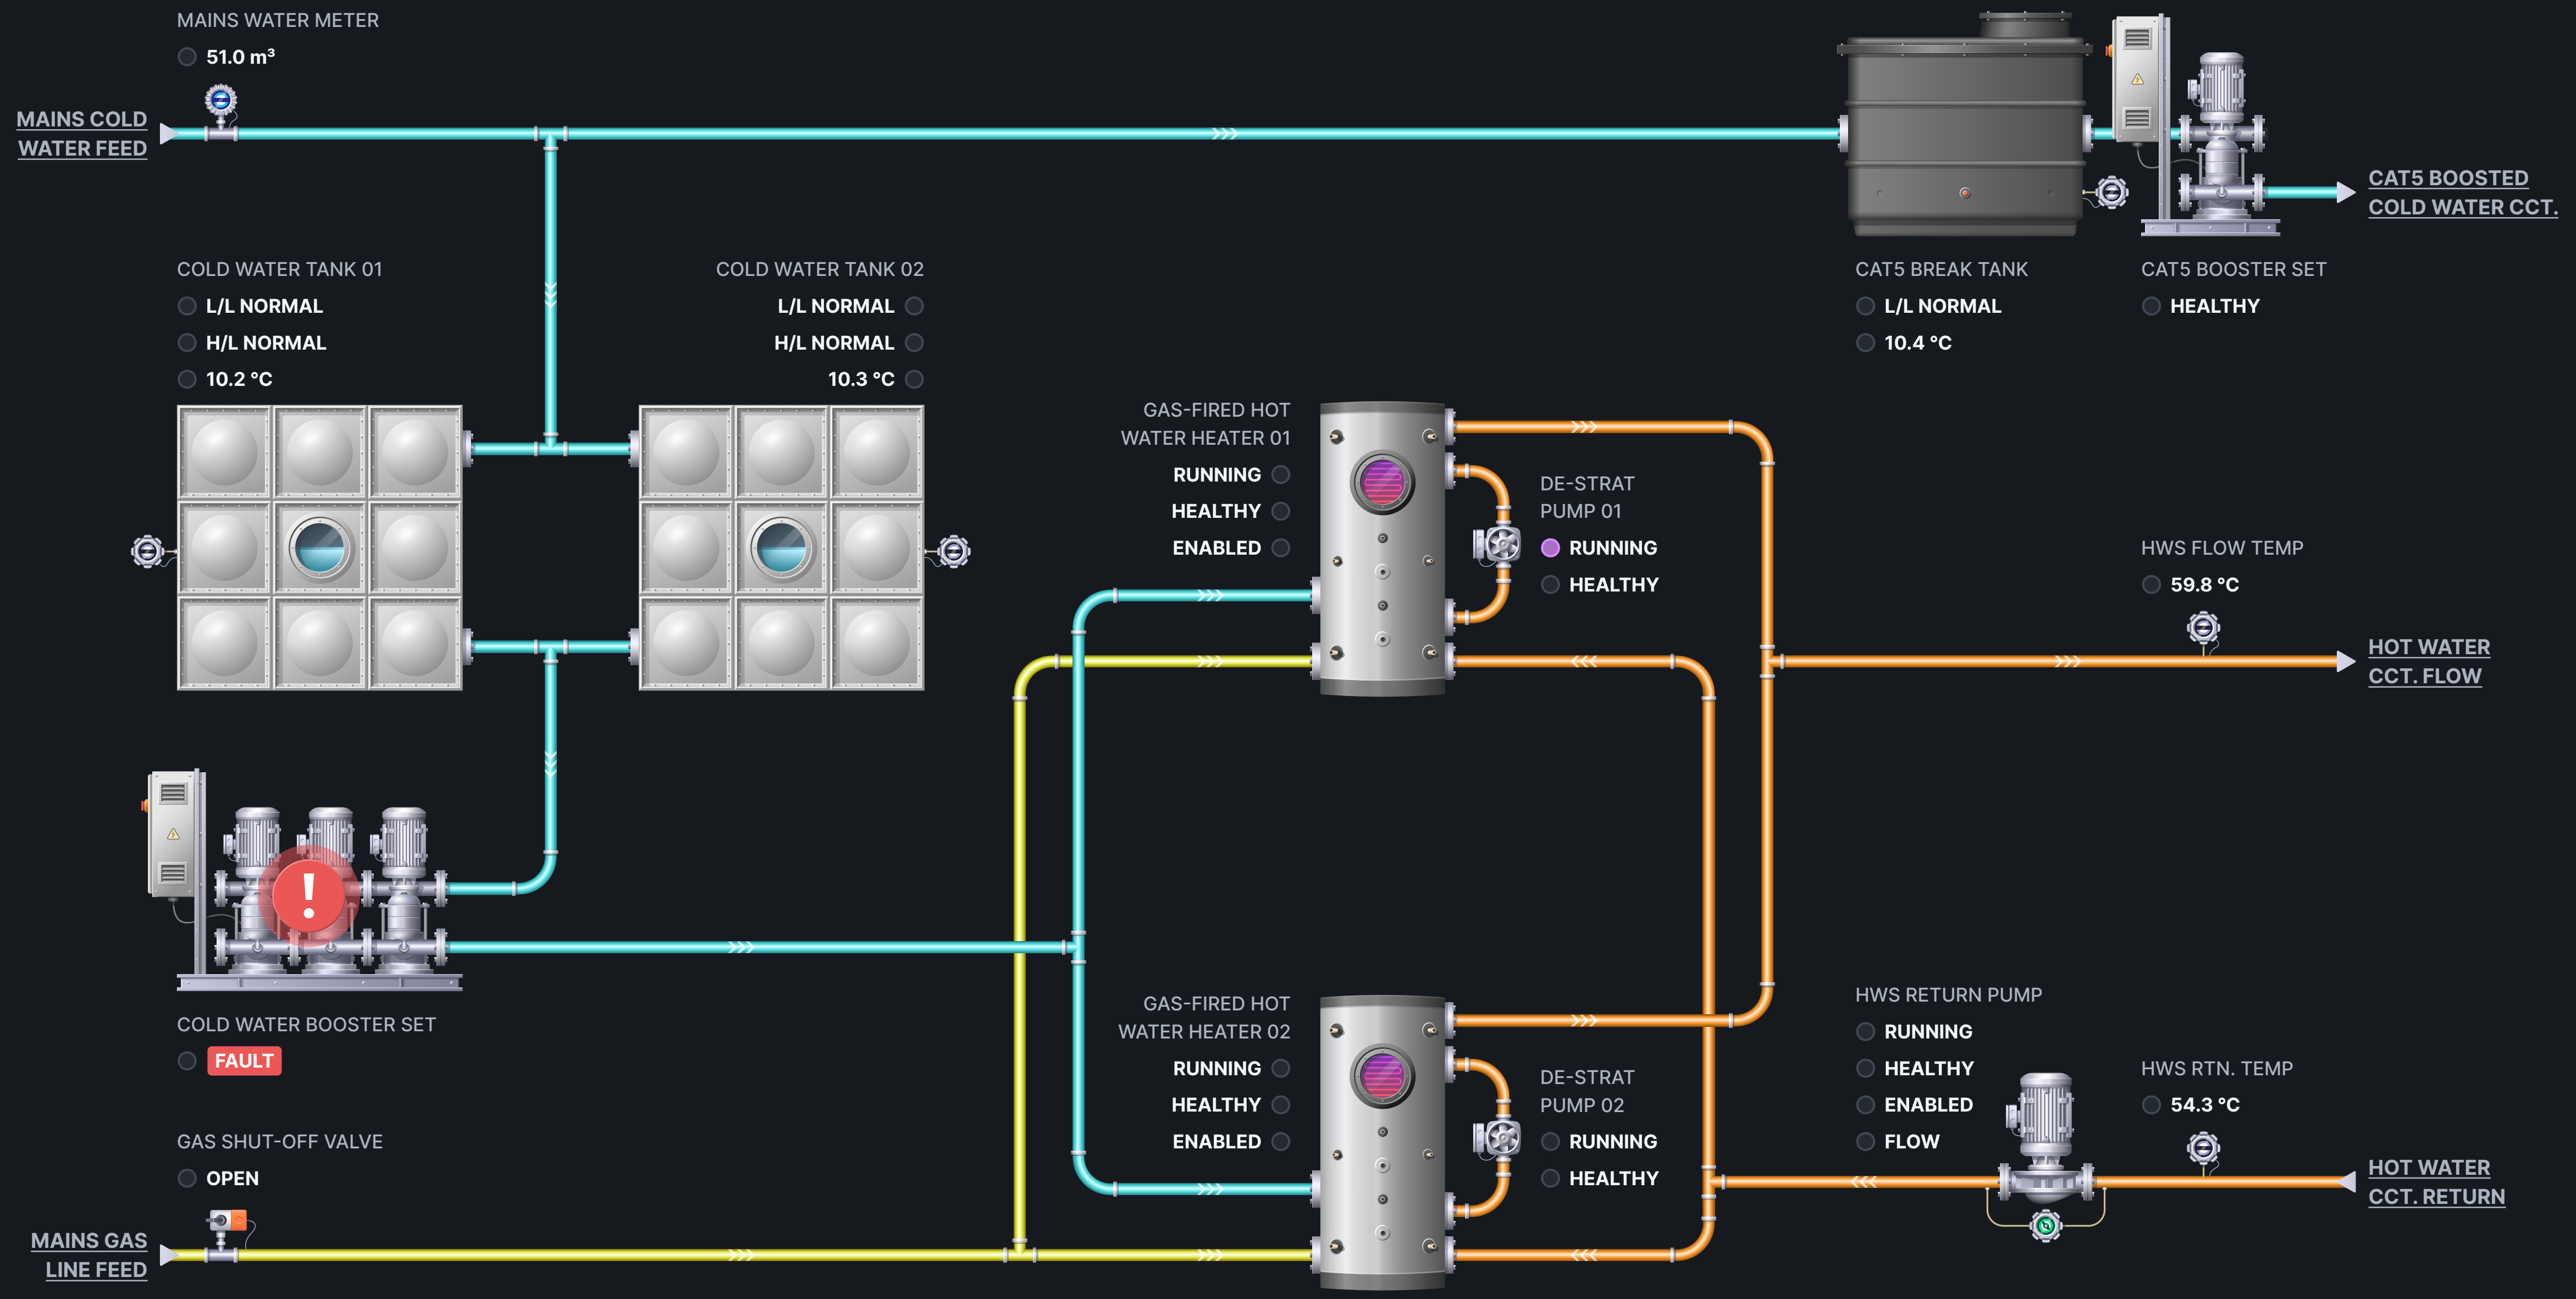 MAINS WATER METER
51.0 m³
MAINS COLD
WATER FEED
CAT5 BOOSTED
COLD WATER CCT.
COLD WATER TANK 01
L/L NORMAL
H/L NORMAL
10.2 °C
COLD WATER TANK 02
L/L NORMAL
H/L NORMAL
10.3 °C
CAT5 BREAK TANK
L/L NORMAL
10.4 °C
CAT5 BOOSTER SET
HEALTHY
GAS-FIRED HOT
WATER HEATER 01
RUNNING
HEALTHY
ENABLED
DE-STRAT
PUMP 01
RUNNING
HEALTHY
HWS FLOW TEMP
59.8 °C
HOT WATER
CCT. FLOW
COLD WATER BOOSTER SET
FAULT
GAS-FIRED HOT
WATER HEATER 02
RUNNING
HEALTHY
ENABLED
DE-STRAT
PUMP 02
RUNNING
HEALTHY
HWS RETURN PUMP
RUNNING
HEALTHY
ENABLED
FLOW
HWS RTN. TEMP
54.3 °C
HOT WATER
CCT. RETURN
GAS SHUT-OFF VALVE
OPEN
MAINS GAS
LINE FEED